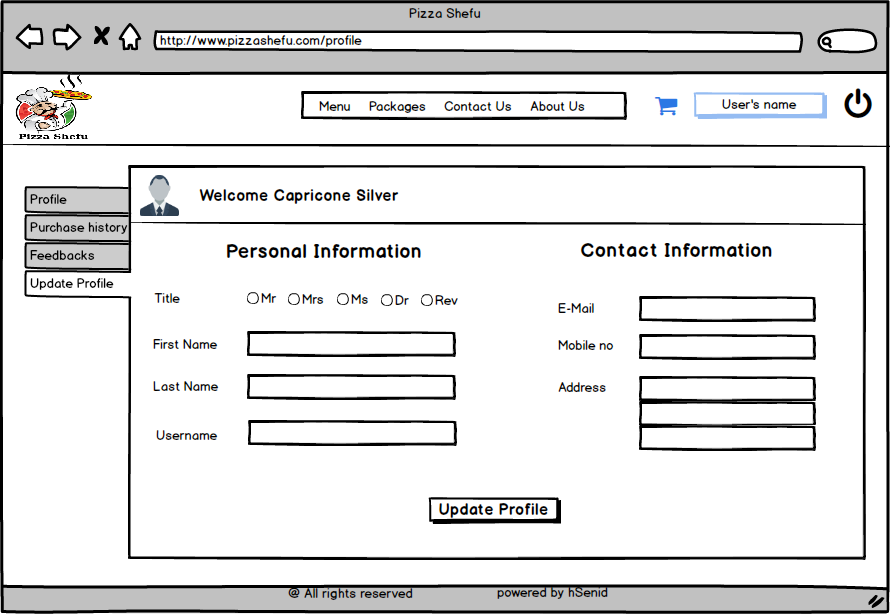 Pizza Shefu
http://www.pizzashefu.com/profile
Pizza Shefu
Menu Packages Contact Us About Us
User's name
Profile
Purchase history
Feedbacks
Update Profile
Welcome Capricone Silver
Personal Information
Title Mr Mrs Ms Dr Rev
First Name
Last Name
Username
Contact Information
E-Mail
Mobile no
Address
Update Profile
@ All rights reserved powered by hSenid